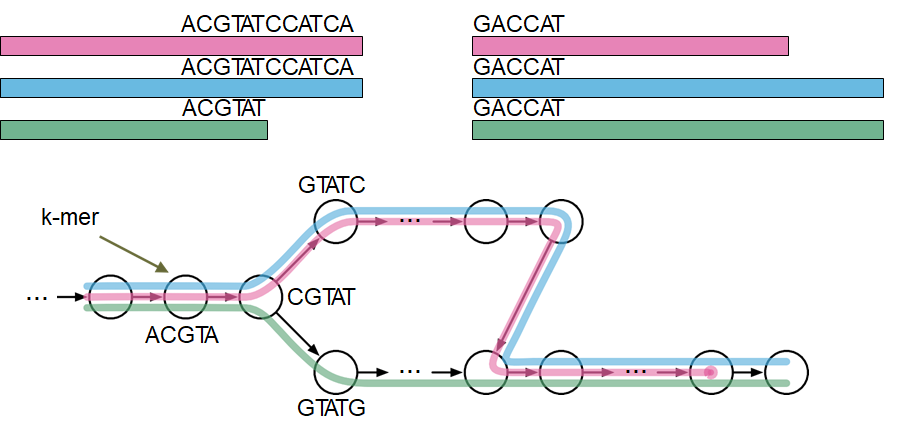 ACGTATCCATCA GACCAT
ACGTATCCATCA GACCAT
ACGTAT GACCAT
GTATC
k-mer
...
... CGTAT
ACGTA
... ...
GTATG